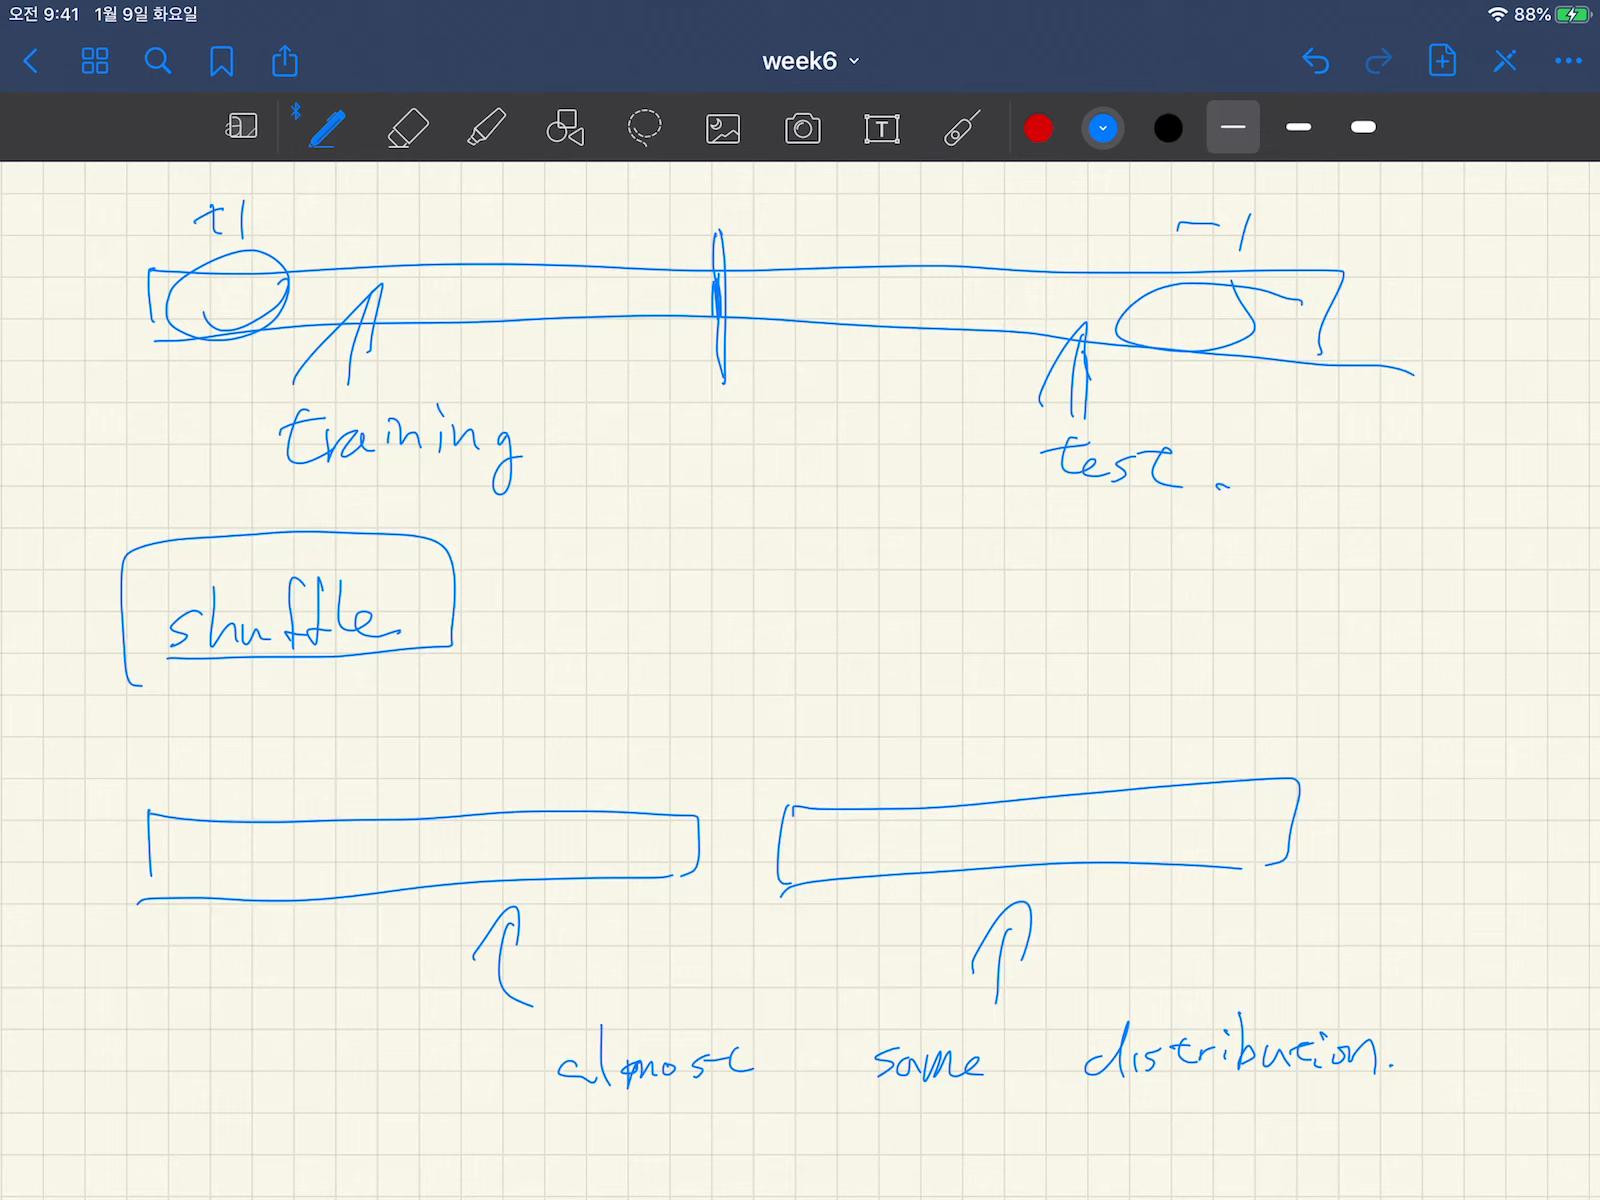 오전 9:41 1월 9일 화요일 88%
week6
T
+1 -1
training test.
shuffle
almost same distribution.